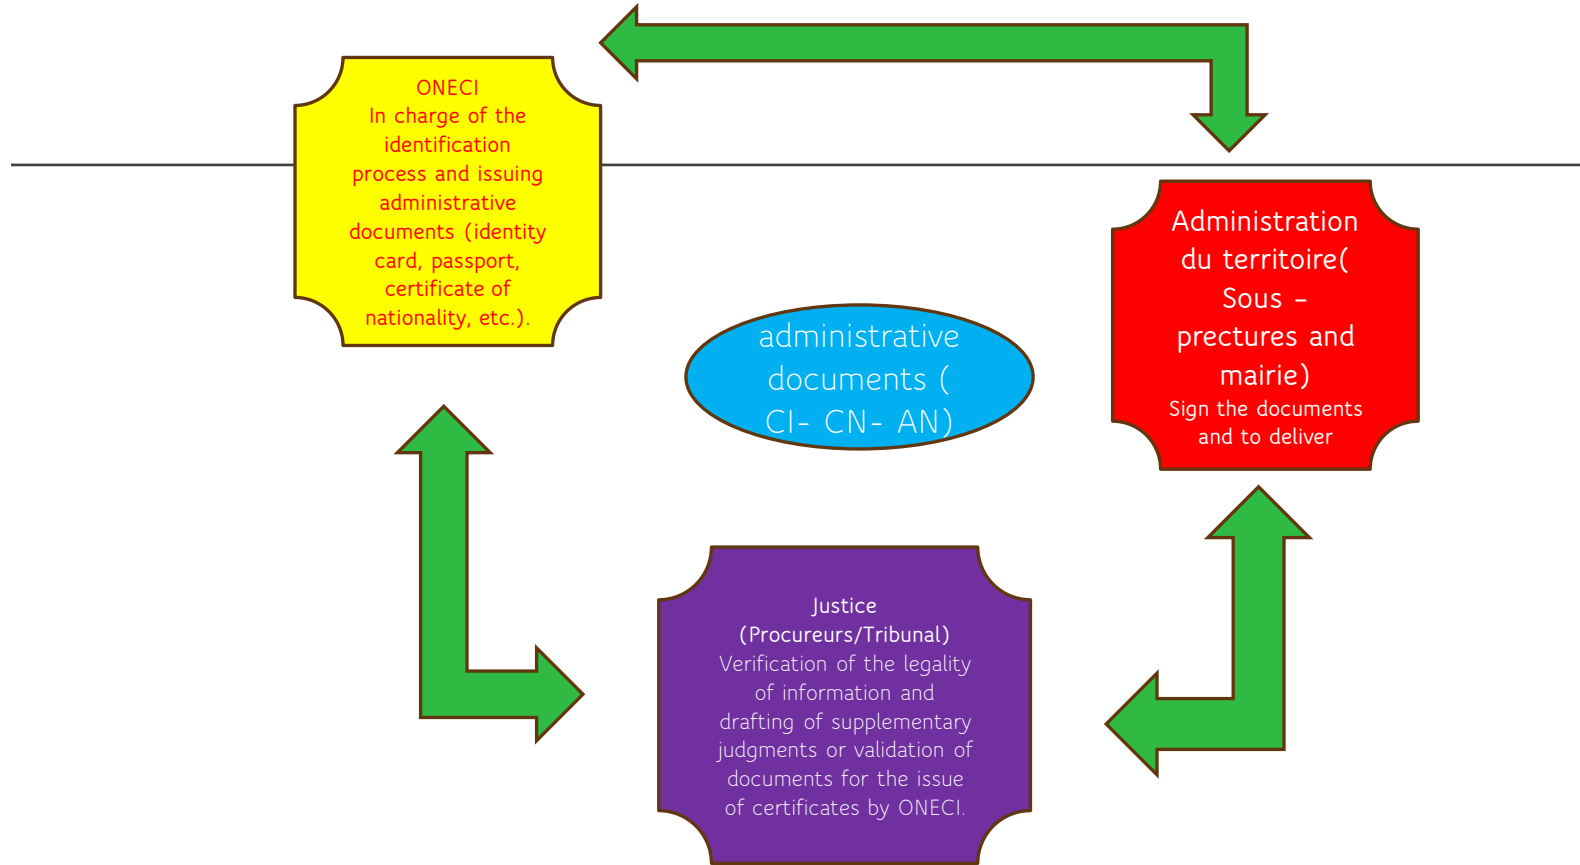 ONECI
In charge of the
identification
process and issuing
administrative
documents (identity
card, passport,
certificate of
nationality, etc.).
Administration
du territoire(
Sous -
prectures and
mairie)
Sign the documents
and to deliver
administrative
documents (
CI- CN- AN)
Justice
(Procureurs/Tribunal)
Verification of the legality
of information and
drafting of supplementary
judgments or validation of
documents for the issue
of certificates by ONECI.